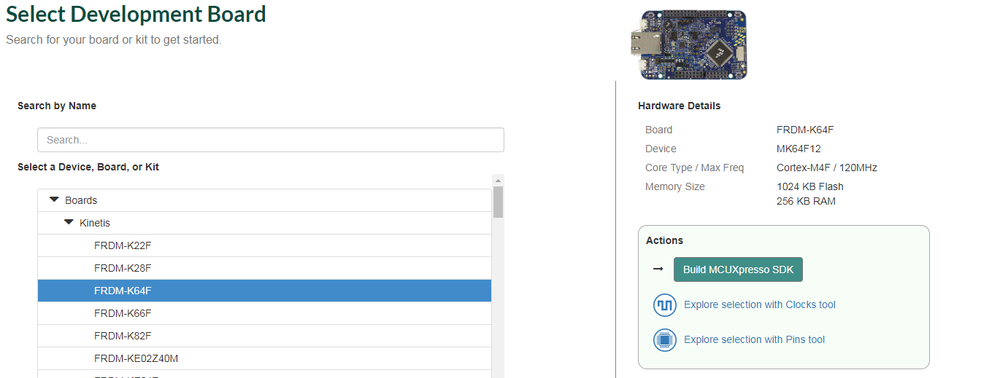 Select Development Board
Search for your board or kit to get started.
Search by Name
Search...
Select a Device, Board, or Kit
Boards
Kinetis
FRDM-K22F
FRDM-K28F
FRDM-K64F
FRDM-K66F
FRDM-K82F
FRDM-KE02Z40M
Hardware Details
Board FRDM-K64F
Device MK64F12
Core Type / Max Freq Cortex-M4F / 120MHz
Memory Size 1024 KB Flash
256 KB RAM
Actions
Build MCUXpresso SDK
Explore selection with Clocks tool
Explore selection with Pins tool